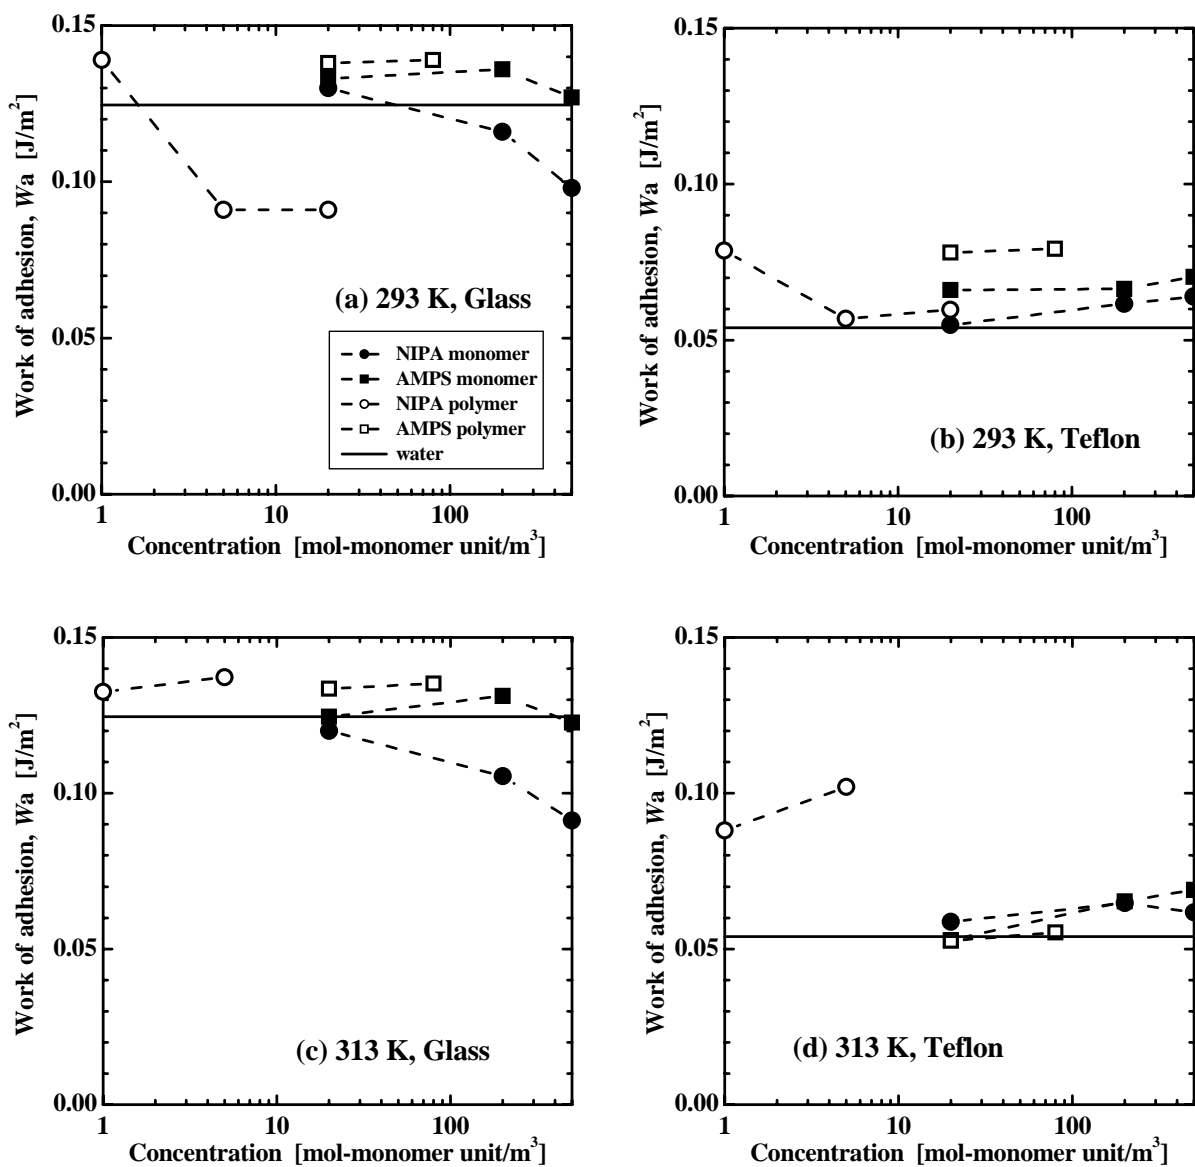 0.15
0.10
0.05
0.00
Work of adhesion, Wa [J/m²]
(a) 293 K, Glass
NIPA monomer
AMPS monomer
NIPA polymer
AMPS polymer
water
1 10 100
Concentration [mol-monomer unit/m³]
0.15
0.10
0.05
0.00
Work of adhesion, Wa [J/m²]
(b) 293 K, Teflon
1 10 100
Concentration [mol-monomer unit/m³]
0.15
0.10
0.05
0.00
Work of adhesion, Wa [J/m²]
(c) 313 K, Glass
1 10 100
Concentration [mol-monomer unit/m³]
0.15
0.10
0.05
0.00
Work of adhesion, Wa [J/m²]
(d) 313 K, Teflon
1 10 100
Concentration [mol-monomer unit/m³]